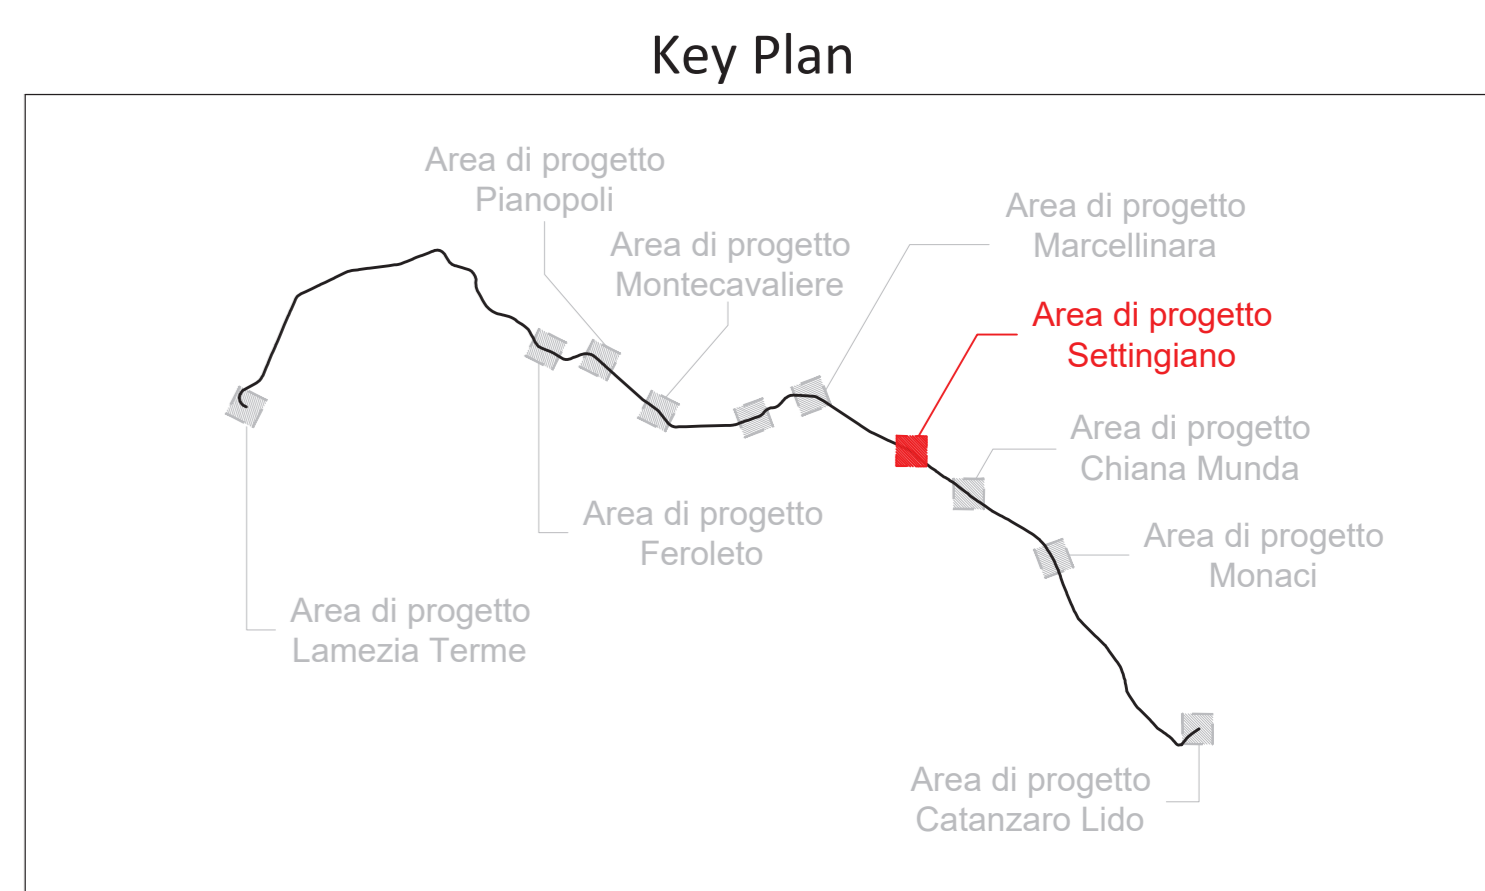 Key Plan
Area di progetto
Pianopoli
Area di progetto
Marcellinara
Area di progetto
Montecavaliere
Area di progetto
Settingiano
Area di progetto
Chiana Munda
Area di progetto
Feroleto
Area di progetto
Monaci
Area di progetto
Lamezia Terme
Area di progetto
Catanzaro Lido